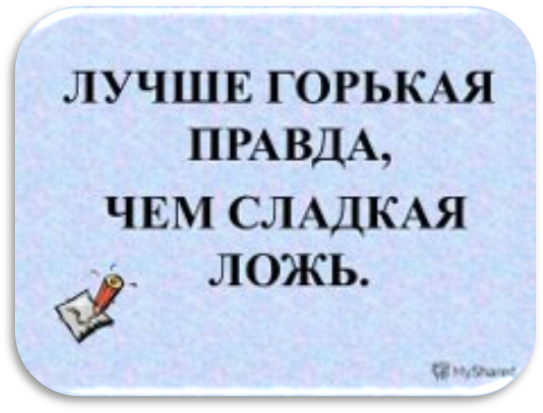 ЛУЧШЕ ГОРЬКАЯ
ПРАВДА,
ЧЕМ СЛАДКАЯ
ЛОЖЬ.
MyShared